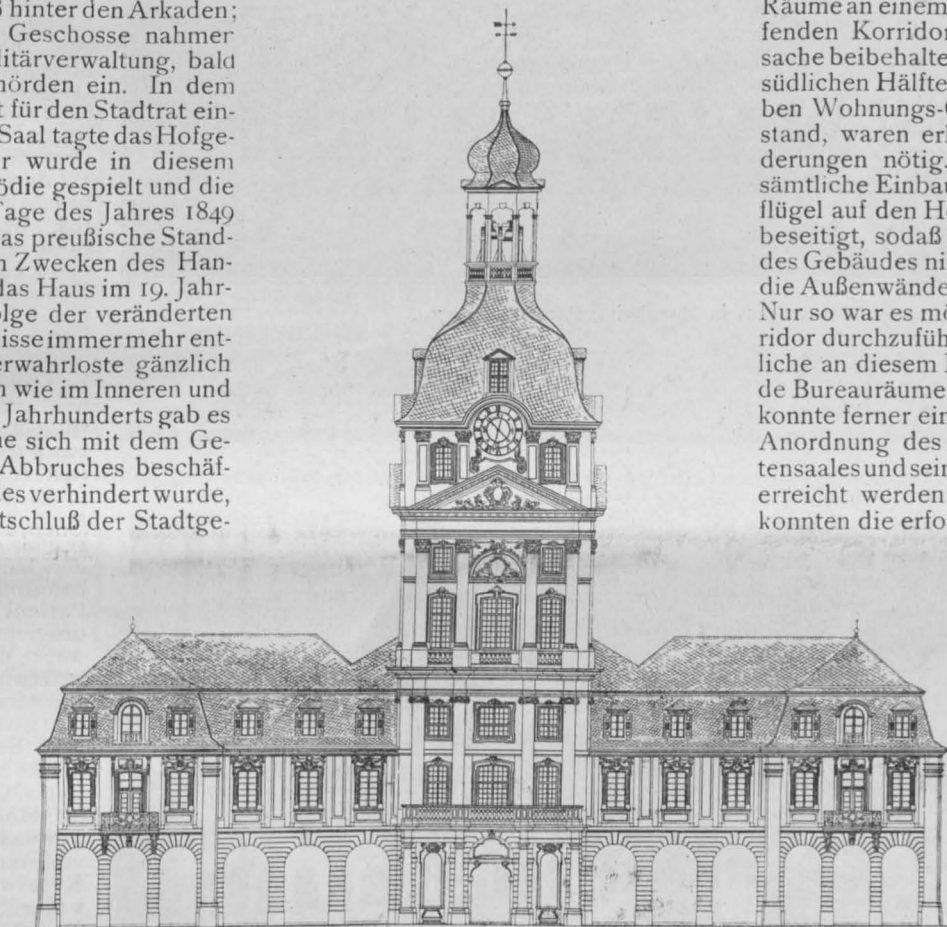 hinter den Arkaden;
Geschosse nahmer
litärverwaltung, bald
hörden ein. In dem
t für den Stadtrat ein-
Saal tagte das Hofge-
r wurde in diesem
ödie gespielt und die
Tage des Jahres 1849
as preußische Stand-
n Zwecken des Han-
das Haus im 19. Jahr-
olge der veränderten
isse immer mehr ent-
erwahrloste gänzlich
n wie im Inneren und
Jahrhunderts gab es
ne sich mit dem Ge-
Abbruches beschäf-
es verhindert wurde,
tschluß der Stadtge-
Räume an einem
fenden Korridor
sache beibehalte
südlichen Hälfte
ben Wohnungs-
stand, waren er
derungen nötig.
sämtliche Einbau
flügel auf den H
beseitigt, sodaß
des Gebäudes ni
die Außenwände
Nur so war es mö
ridor durchzufüh
liche an diesem
de Bureauräume
konnte ferner ein
Anordnung des
tensaales und sein
erreicht werden
konnten die erfo